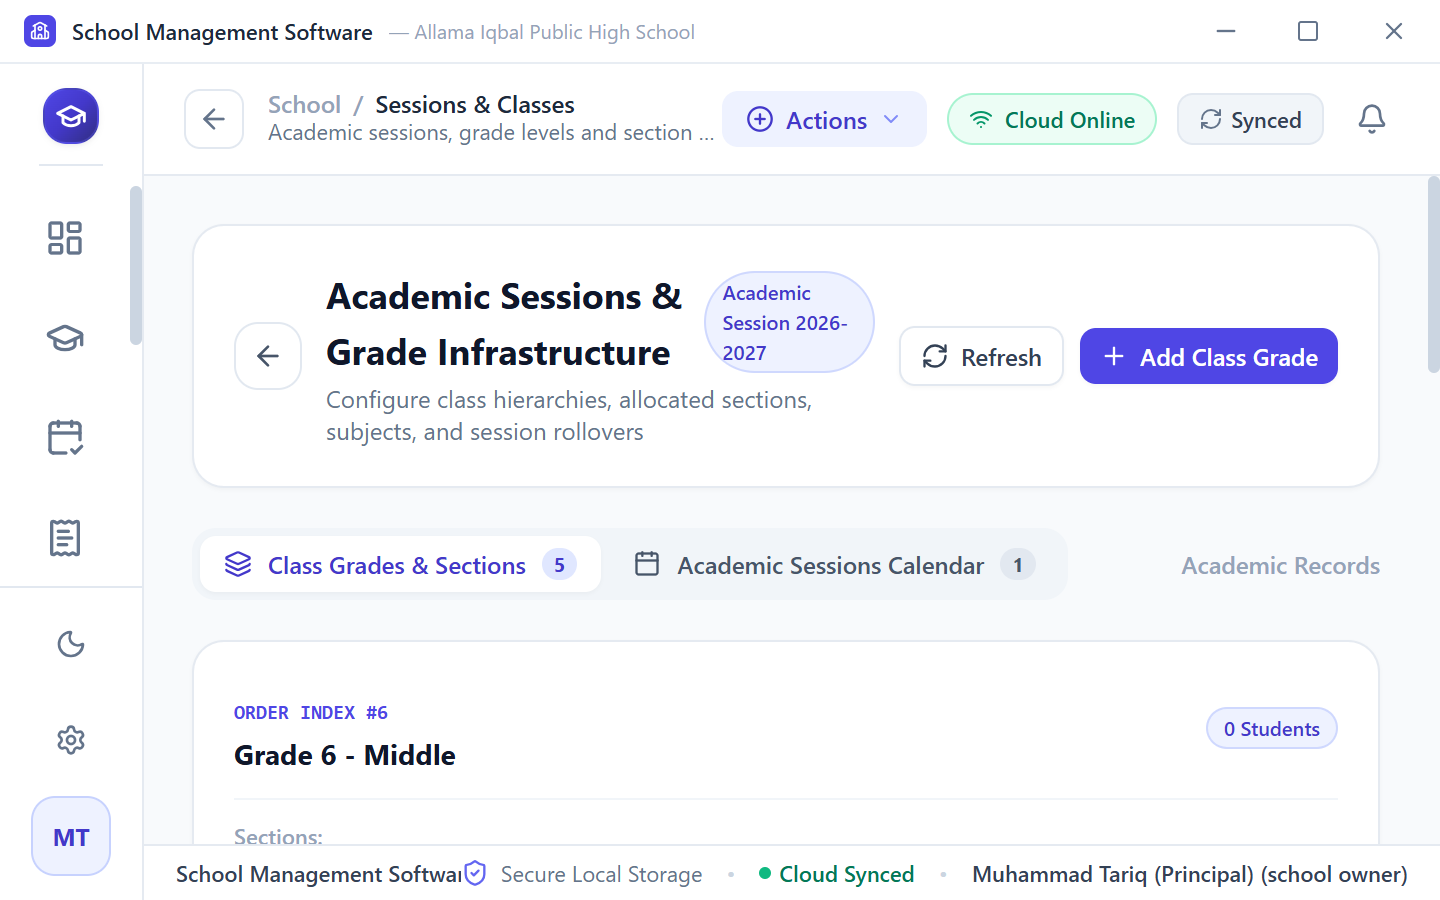 School Management Software — Allama Iqbal Public High School
School / Sessions & Classes
Academic sessions, grade levels and section ...
Actions
Cloud Online
Synced
Academic Sessions &
Grade Infrastructure
Academic
Session 2026-
2027
Configure class hierarchies, allocated sections,
subjects, and session rollovers
Refresh
Add Class Grade
Class Grades & Sections 5
Academic Sessions Calendar 1
Academic Records
ORDER INDEX #6
Grade 6 - Middle
0 Students
Sections:
MT
School Management Softwar
Secure Local Storage
• Cloud Synced
• Muhammad Tariq (Principal) (school owner)